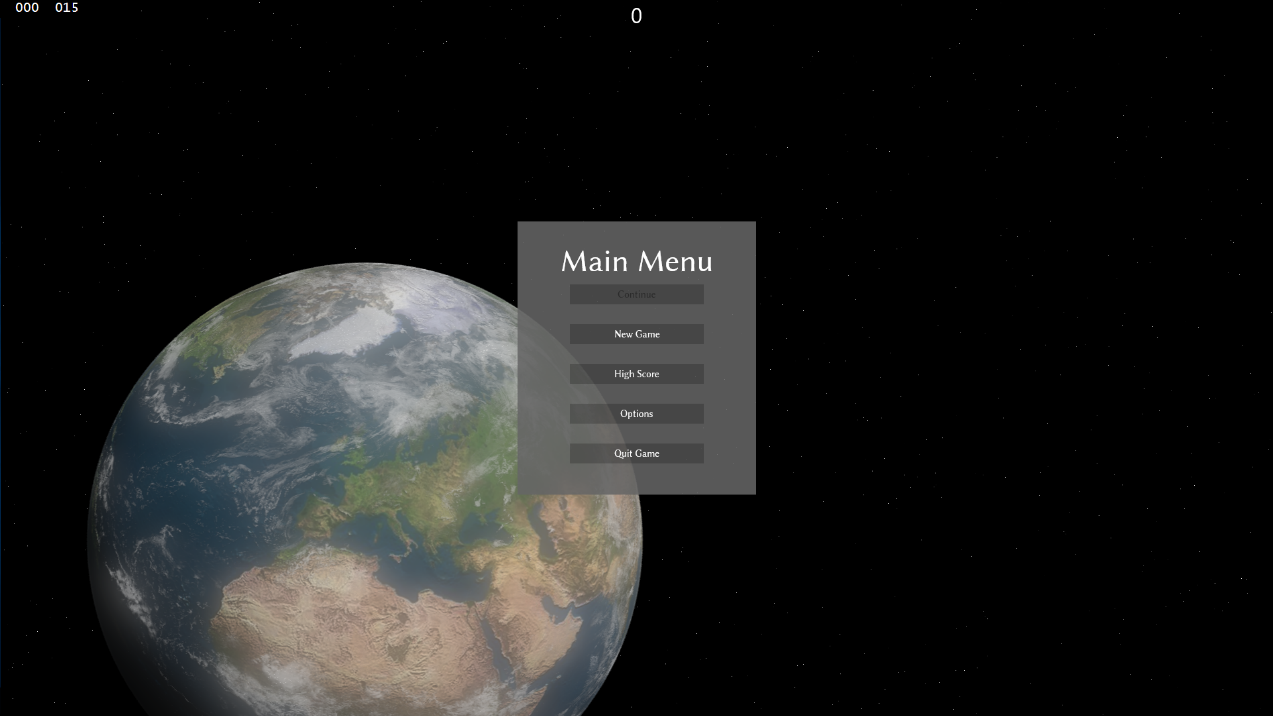 000 015
0
Main Menu
Continue
New Game
High Score
Options
Quit Game